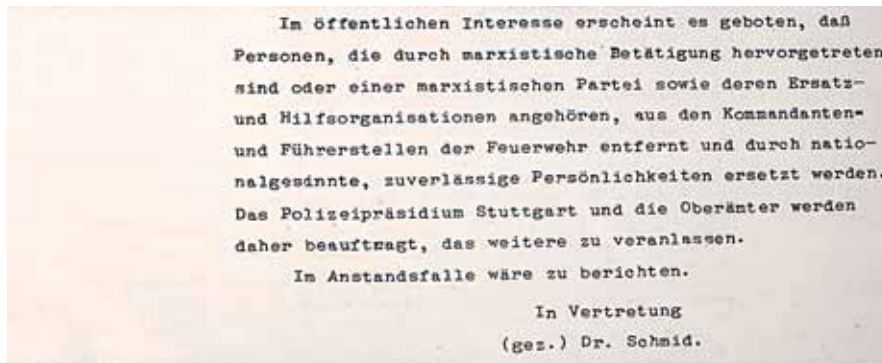 Im öffentlichen Interesse erscheint es geboten, daß
Personen, die durch marxistische Betätigung hervorgetreten
sind oder einer marxistischen Partei sowie deren Ersatz-
und Hilfsorganisationen angehören, aus den Kommandanten-
und Führerstellen der Feuerwehr entfernt und durch natio-
nalgesinnte, zuverlässige Persönlichkeiten ersetzt werden.
Das Polizeipräsidium Stuttgart und die Oberämter werden
daher beauftragt, das weitere zu veranlassen.
Im Anstandsfalle wäre zu berichten.
In Vertretung
(gez.) Dr. Schmid.